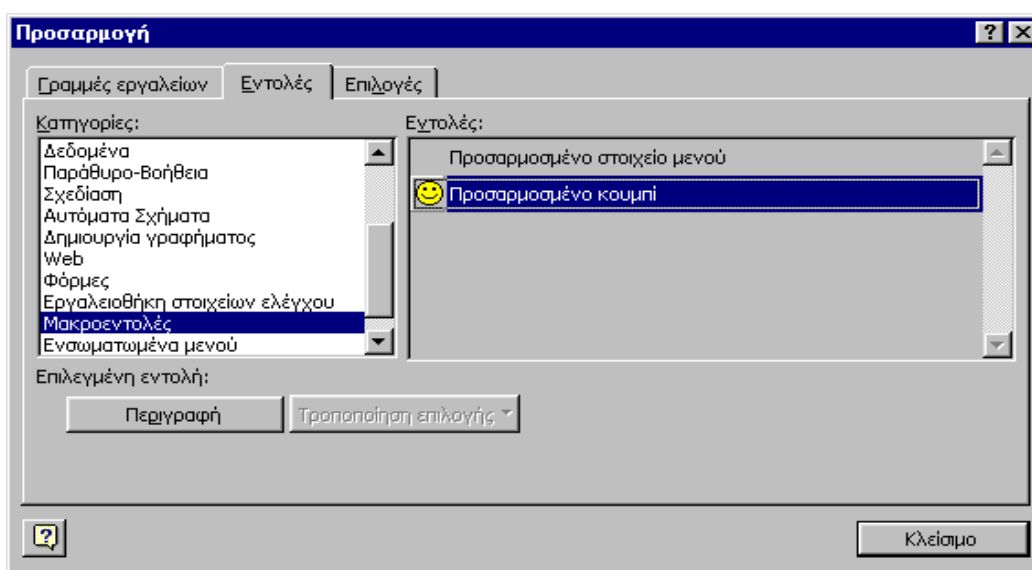 Προσαρμογή
Γραμμές εργαλείων Εντολές Επιλογές
Κατηγορίες:
Δεδομένα
Παράθυρο-Βοήθεια
Σχεδίαση
Αυτόματα Σχήματα
Δημιουργία γραφήματος
Web
Φόρμες
Εργαλειοθήκη στοιχείων ελέγχου
Μακροεντολές
Ενσωματωμένα μενού
Εντολές:
Προσαρμοσμένο στοιχείο μενού
Προσαρμοσμένο κουμπί
Επιλεγμένη εντολή:
Περιγραφή Τροποποίηση επιλογής
Κλείσιμο